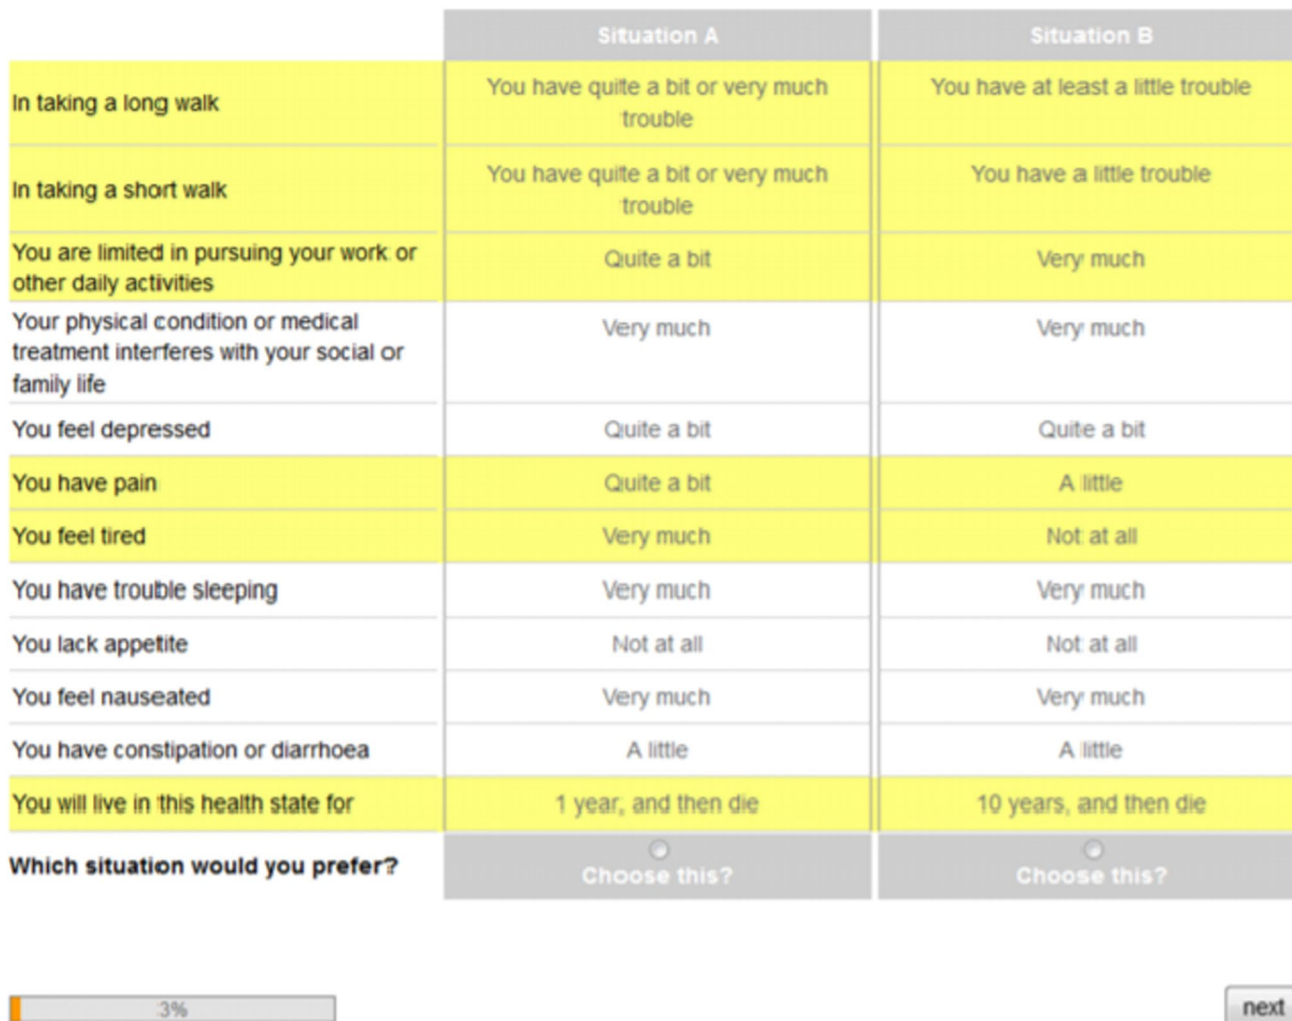 Situation A
Situation B
In taking a long walk
You have quite a bit or very much
trouble
You have at least a little trouble
In taking a short walk
You have quite a bit or very much
trouble
You have a little trouble
You are limited in pursuing your work or
other daily activities
Quite a bit
Very much
Your physical condition or medical
treatment interferes with your social or
family life
Very much
Very much
You feel depressed
Quite a bit
Quite a bit
You have pain
Quite a bit
A little
You feel tired
Very much
Not at all
You have trouble sleeping
Very much
Very much
You lack appetite
Not at all
Not at all
You feel nauseated
Very much
Very much
You have constipation or diarrhoea
A little
A little
You will live in this health state for
1 year, and then die
10 years, and then die
Which situation would you prefer?
Choose this?
Choose this?
3%
next